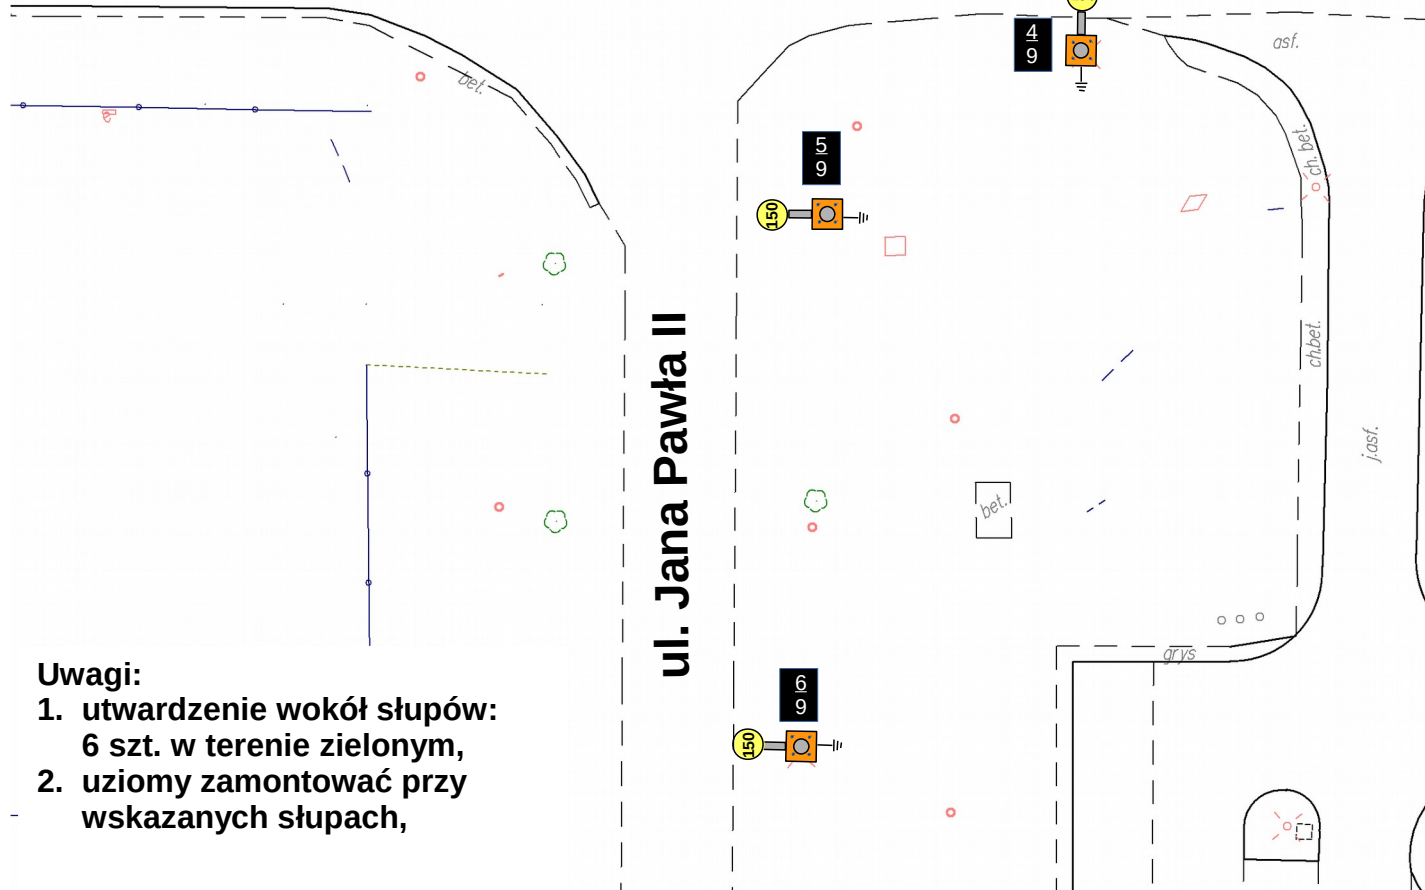 4
9
asf.
bet.
5
9
ch. bet.
150
ul. Jana Pawła II
ch.bet.
j.asf.
bet.
grys
6
9
150
Uwagi:
1. utwardzenie wokół słupów:
6 szt. w terenie zielonym,
2. uziomy zamontować przy
wskazanych słupach,